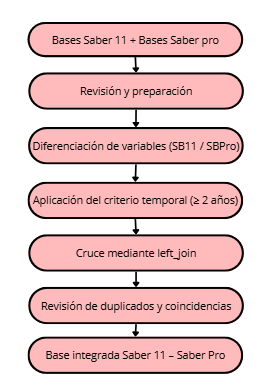 Bases Saber 11 + Bases Saber pro
Revisión y preparación
Diferenciación de variables (SB11 / SBPro)
Aplicación del criterio temporal (≥ 2 años)
Cruce mediante left_join
Revisión de duplicados y coincidencias
Base integrada Saber 11 – Saber Pro